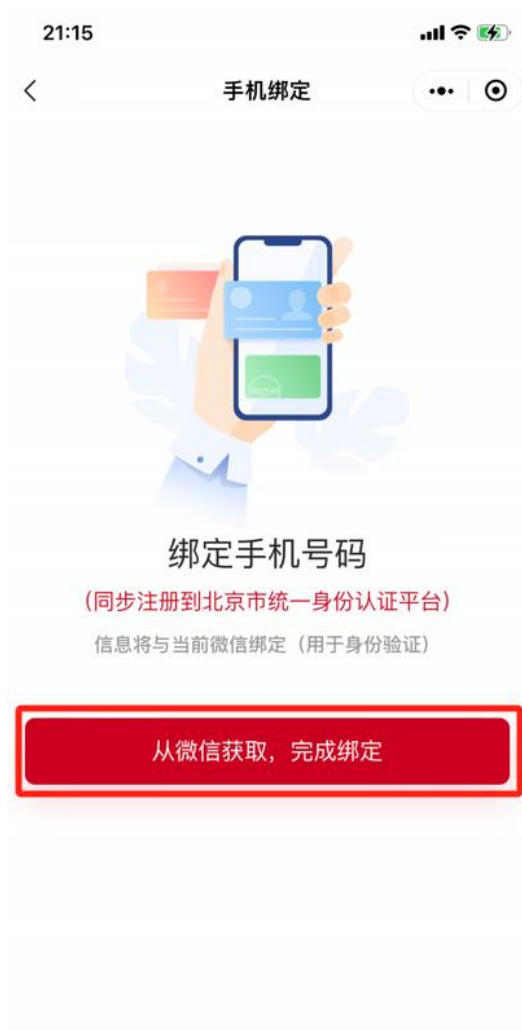 21:15
手机绑定
绑定手机号码
（同步注册到北京市统一身份认证平台）
信息将与当前微信绑定（用于身份验证）
从微信获取，完成绑定